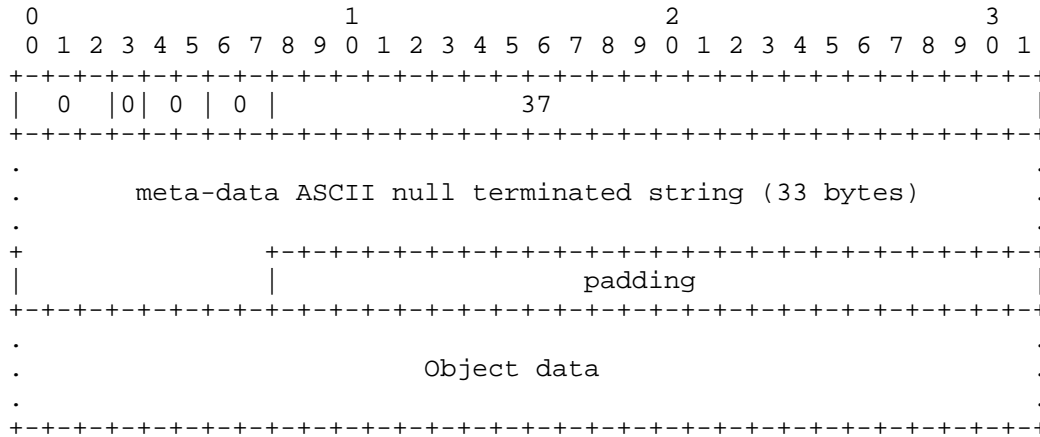 0                   1                   2                   3
 0 1 2 3 4 5 6 7 8 9 0 1 2 3 4 5 6 7 8 9 0 1 2 3 4 5 6 7 8 9 0 1
+-+-+-+-+-+-+-+-+-+-+-+-+-+-+-+-+-+-+-+-+-+-+-+-+-+-+-+-+-+-+-+-+
|  0  |0| 0 | 0 |               37                              |
+-+-+-+-+-+-+-+-+-+-+-+-+-+-+-+-+-+-+-+-+-+-+-+-+-+-+-+-+-+-+-+-+
.                                                               .
.       meta-data ASCII null terminated string (33 bytes)       .
.                                                               .
+               +-+-+-+-+-+-+-+-+-+-+-+-+-+-+-+-+-+-+-+-+-+-+-+-+
|               |                   padding                     |
+-+-+-+-+-+-+-+-+-+-+-+-+-+-+-+-+-+-+-+-+-+-+-+-+-+-+-+-+-+-+-+-+
.                                                               .
.                         Object data                           .
.                                                               .
+-+-+-+-+-+-+-+-+-+-+-+-+-+-+-+-+-+-+-+-+-+-+-+-+-+-+-+-+-+-+-+-+